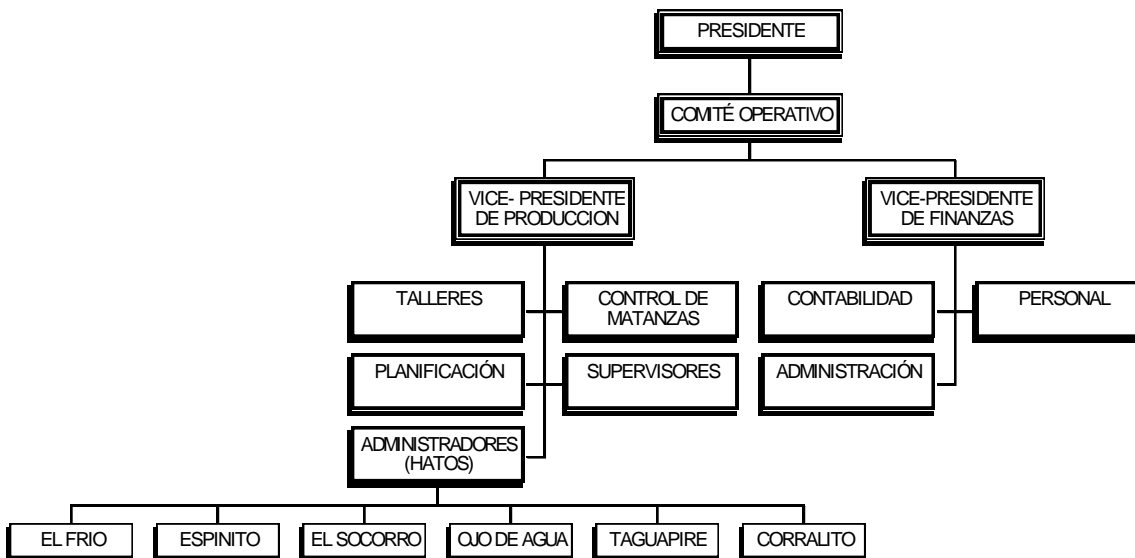 PRESIDENTE
COMITÉ OPERATIVO
VICE- PRESIDENTE
DE PRODUCCION
VICE-PRESIDENTE
DE FINANZAS
TALLERES
CONTROL DE
MATANZAS
CONTABILIDAD
PERSONAL
PLANIFICACIÓN
SUPERVISORES
ADMINISTRACIÓN
ADMINISTRADORES
(HATOS)
EL FRIO
ESPINITO
EL SOCORRO
OJO DE AGUA
TAGUAPIRE
CORRALITO